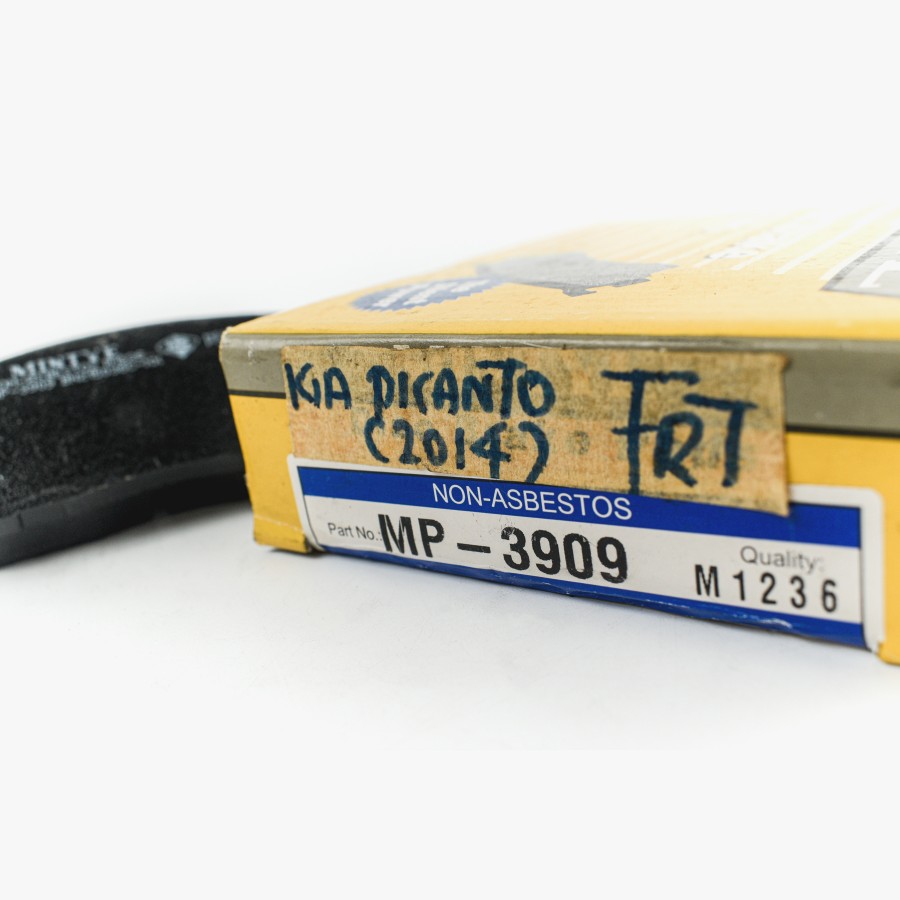 MINTYE
KIA PICANTO FRT
(2014)
NON-ASBESTOS
Part No.: MP-3909
Quality:
M1236